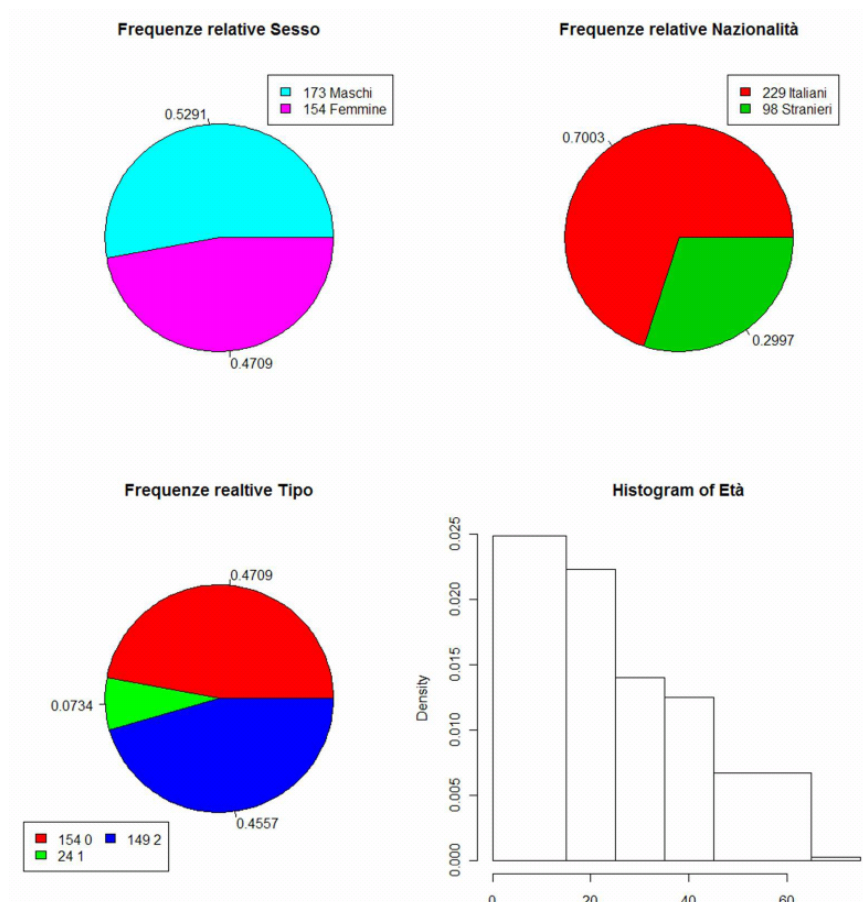 Frequenze relative Sesso
173 Maschi
154 Femmine
0.5291
0.4709
Frequenze relative Nazionalità
229 Italiani
98 Stranieri
0.7003
0.2997
Frequenze realtive Tipo
0.4709
0.0734
0.4557
154 0
149 2
24 1
Histogram of Età
0.025
0.020
0.015
0.010
0.005
0.000
Density
0
20
40
60